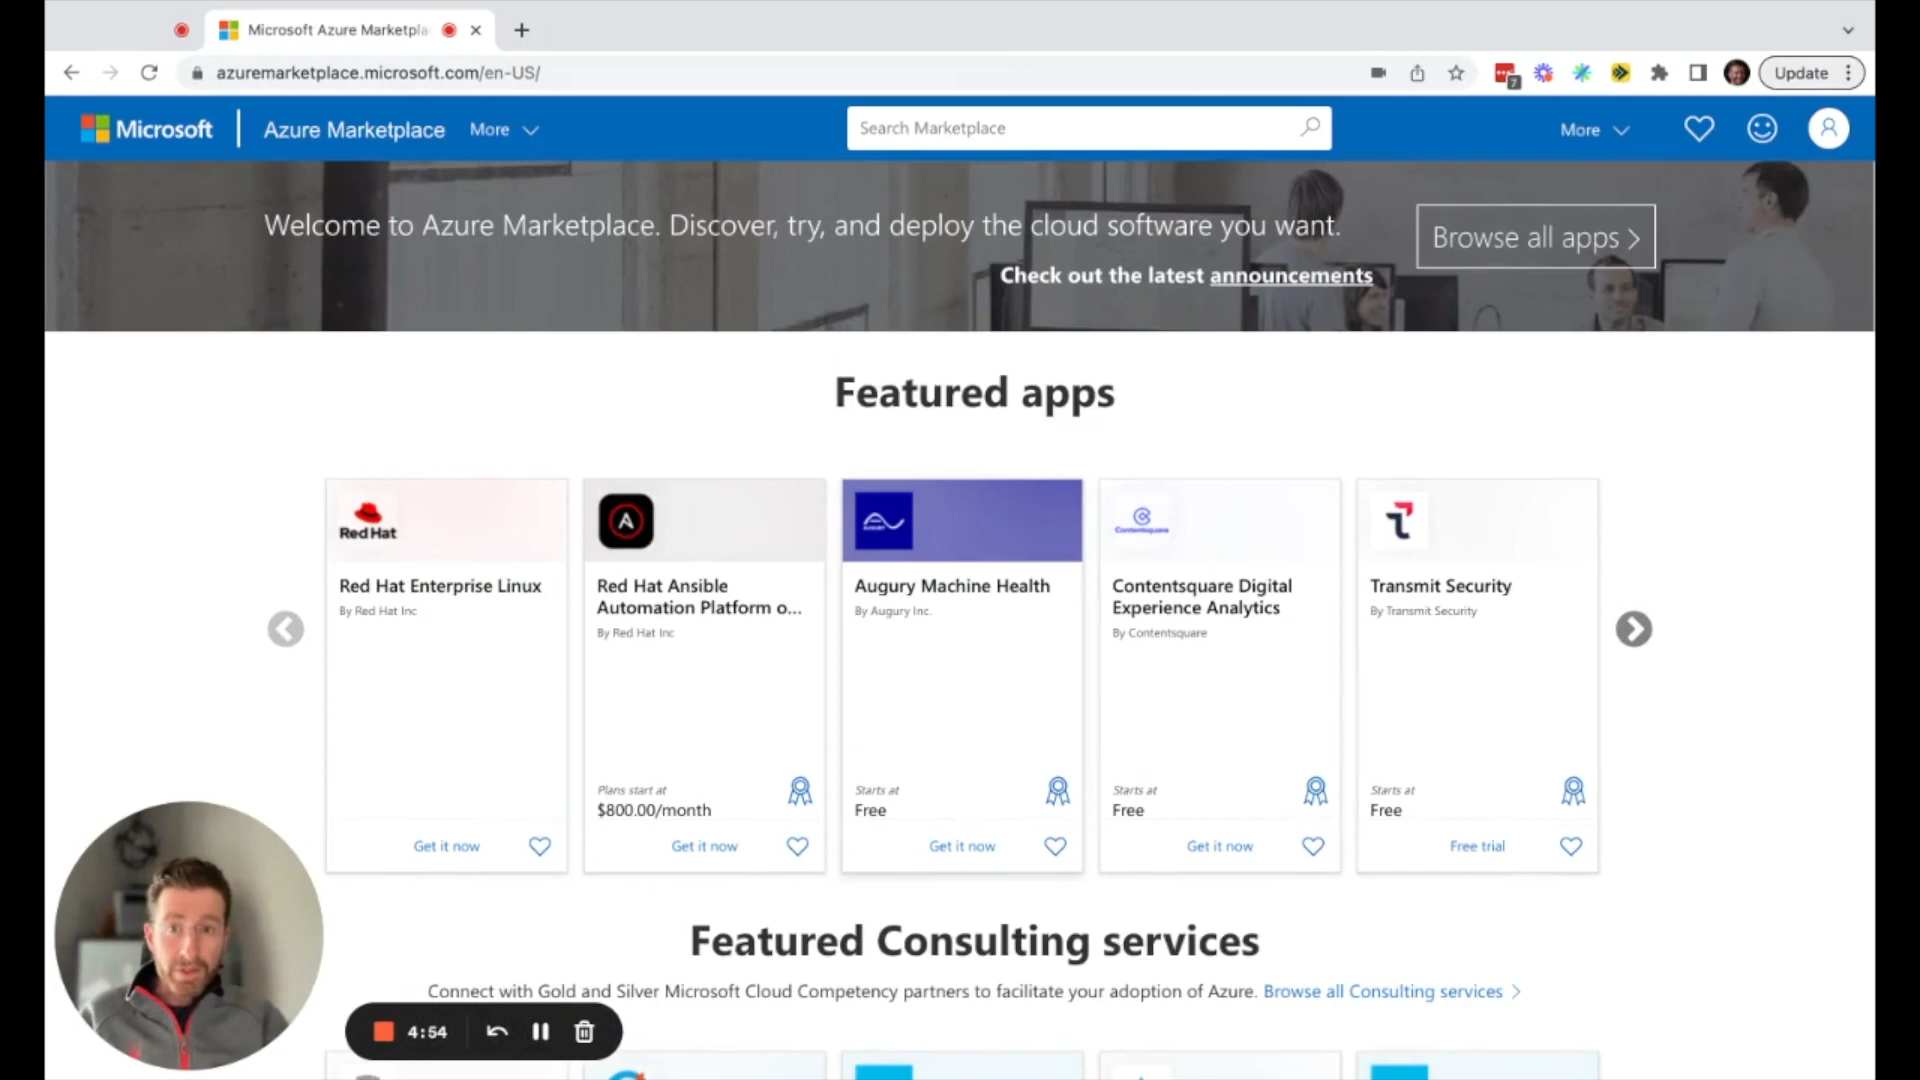 Microsoft Azure Marketpla
azuremarketplace.microsoft.com/en-US/
7
Update
Microsoft
Azure Marketplace
More
Search Marketplace
More
Welcome to Azure Marketplace. Discover, try, and deploy the cloud software you want.
Browse all apps
Check out the latest announcements
Featured apps
Red Hat
Red Hat Enterprise Linux
By Red Hat Inc
Get it now
Red Hat Ansible
Automation Platform o...
By Red Hat Inc
Plans start at
$800.00/month
Get it now
AUGURY
Augury Machine Health
By Augury Inc.
Starts at
Free
Get it now
Contentsquare
Contentsquare Digital
Experience Analytics
By Contentsquare
Starts at
Free
Get it now
Transmit Security
By Transmit Security
Starts at
Free
Free trial
Featured Consulting services
Connect with Gold and Silver Microsoft Cloud Competency partners to facilitate your adoption of Azure. Browse all Consulting services
4:54